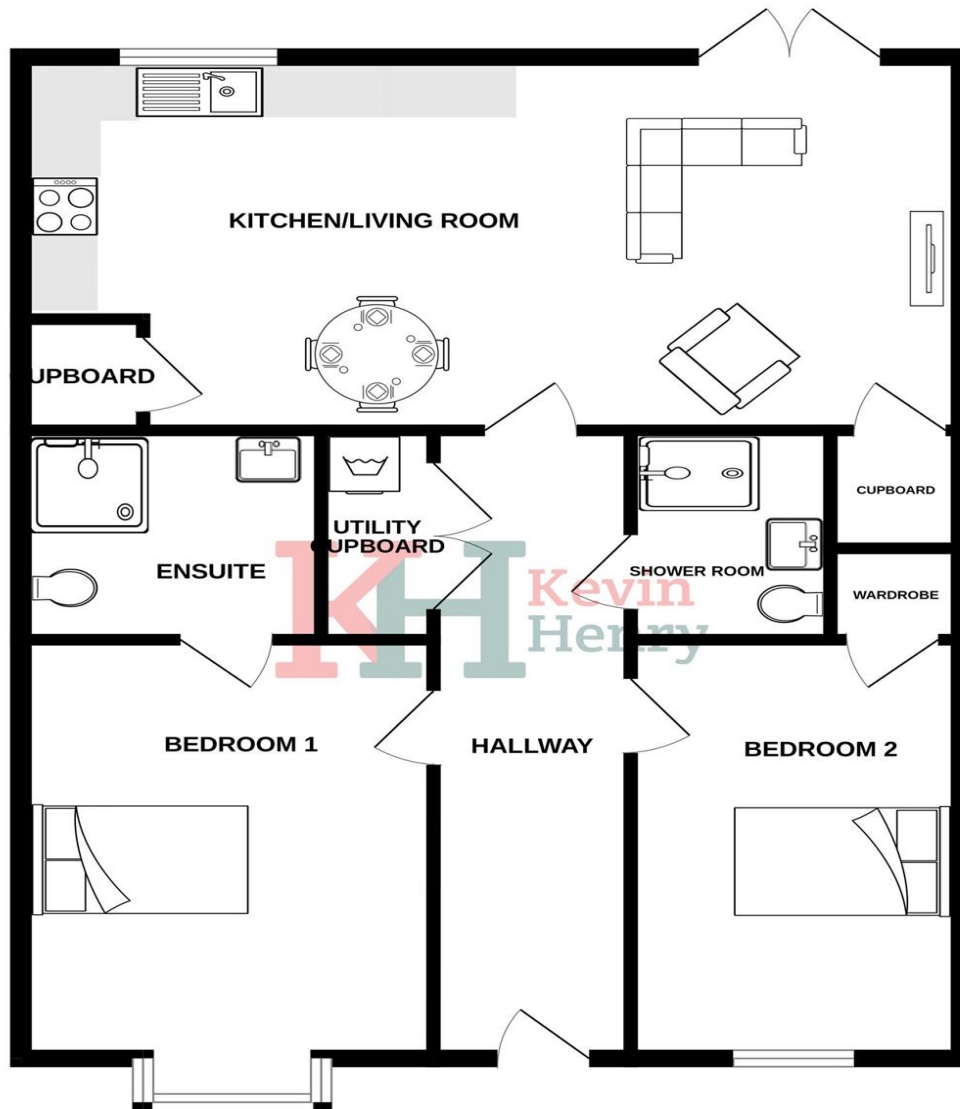 KITCHEN/LIVING ROOM
UPBOARD
CUPBOARD
UTILITY
CUPBOARD
ENSUITE
SHOWER ROOM
WARDROBE
Kevin
Henry
KH
BEDROOM 1
HALLWAY
BEDROOM 2